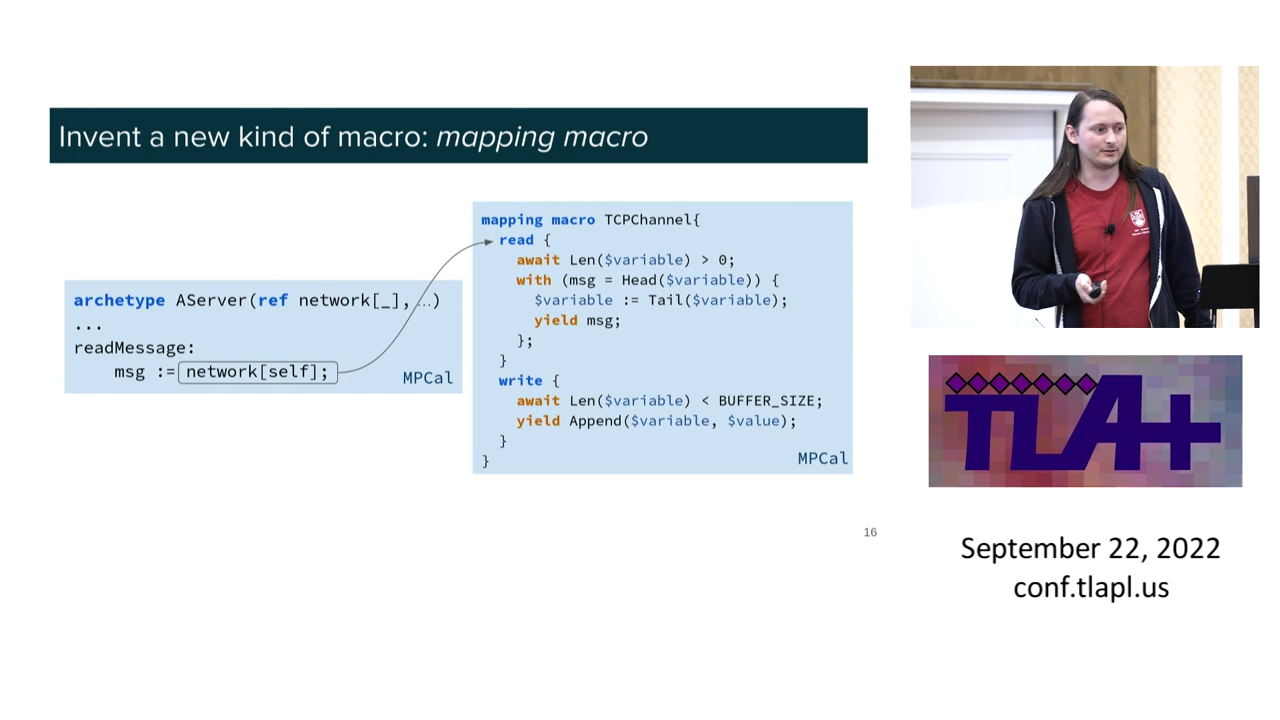 Invent a new kind of macro: mapping macro
archetype AServer(ref network[_], ...)
...
readMessage:
msg := network[self];
MPCal
mapping macro TCPChannel{
read {
await Len($variable) > 0;
with (msg = Head($variable)) {
$variable := Tail($variable);
yield msg;
};
}
write {
await Len($variable) < BUFFER_SIZE;
yield Append($variable, $value);
}
}
MPCal
16
TLA+
September 22, 2022
conf.tlapl.us